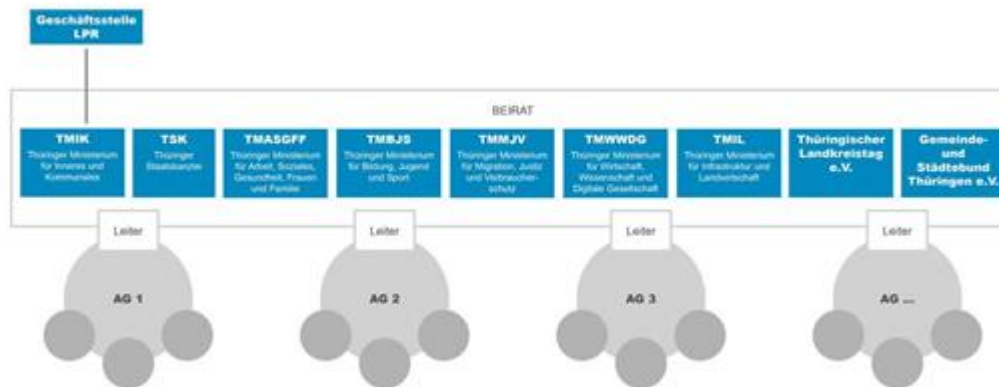 Geschäftsstelle
LPR
BEIRAT
TMIK
Thüringer Ministerium
für Inneres und
Kommunales
TSK
Thüringer
Staatskanzlei
TMASGFF
Thüringer Ministerium
für Arbeit, Soziales,
Gesundheit, Frauen
und Familie
TMBJS
Thüringer Ministerium
für Bildung, Jugend
und Sport
TMMJV
Thüringer Ministerium
für Migration, Justiz und
Verbraucher-
schutz
TMWWDG
Thüringer Ministerium
für Wirtschaft,
Wissenschaft und
Digitale Gesellschaft
TMIL
Thüringer Ministerium
für Infrastruktur und
Landwirtschaft
Thüringischer
Landkreistag
e.V.
Gemeinde-
und
Städtebund
Thüringen e.V.
Leiter
Leiter
Leiter
Leiter
AG 1
AG 2
AG 3
AG ...